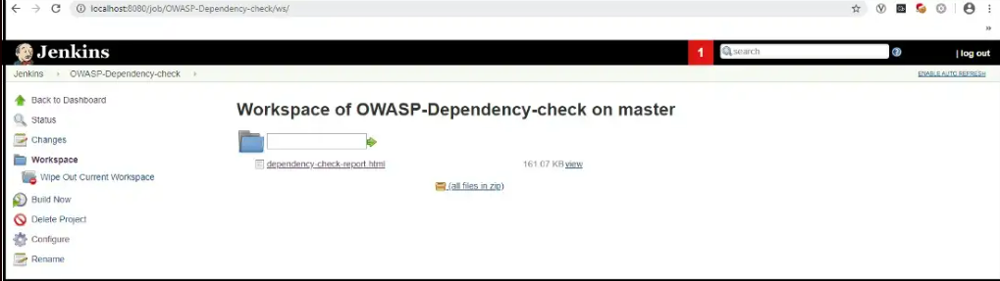 localhost:8080/job/OWASP-Dependency-check/ws/
»
Jenkins
1
search
| log out
Jenkins › OWASP-Dependency-check ›
ENABLE AUTO REFRESH
Back to Dashboard
Status
Changes
Workspace
Wipe Out Current Workspace
Build Now
Delete Project
Configure
Rename
Workspace of OWASP-Dependency-check on master
dependency-check-report.html 161.07 KB view
(all files in zip)